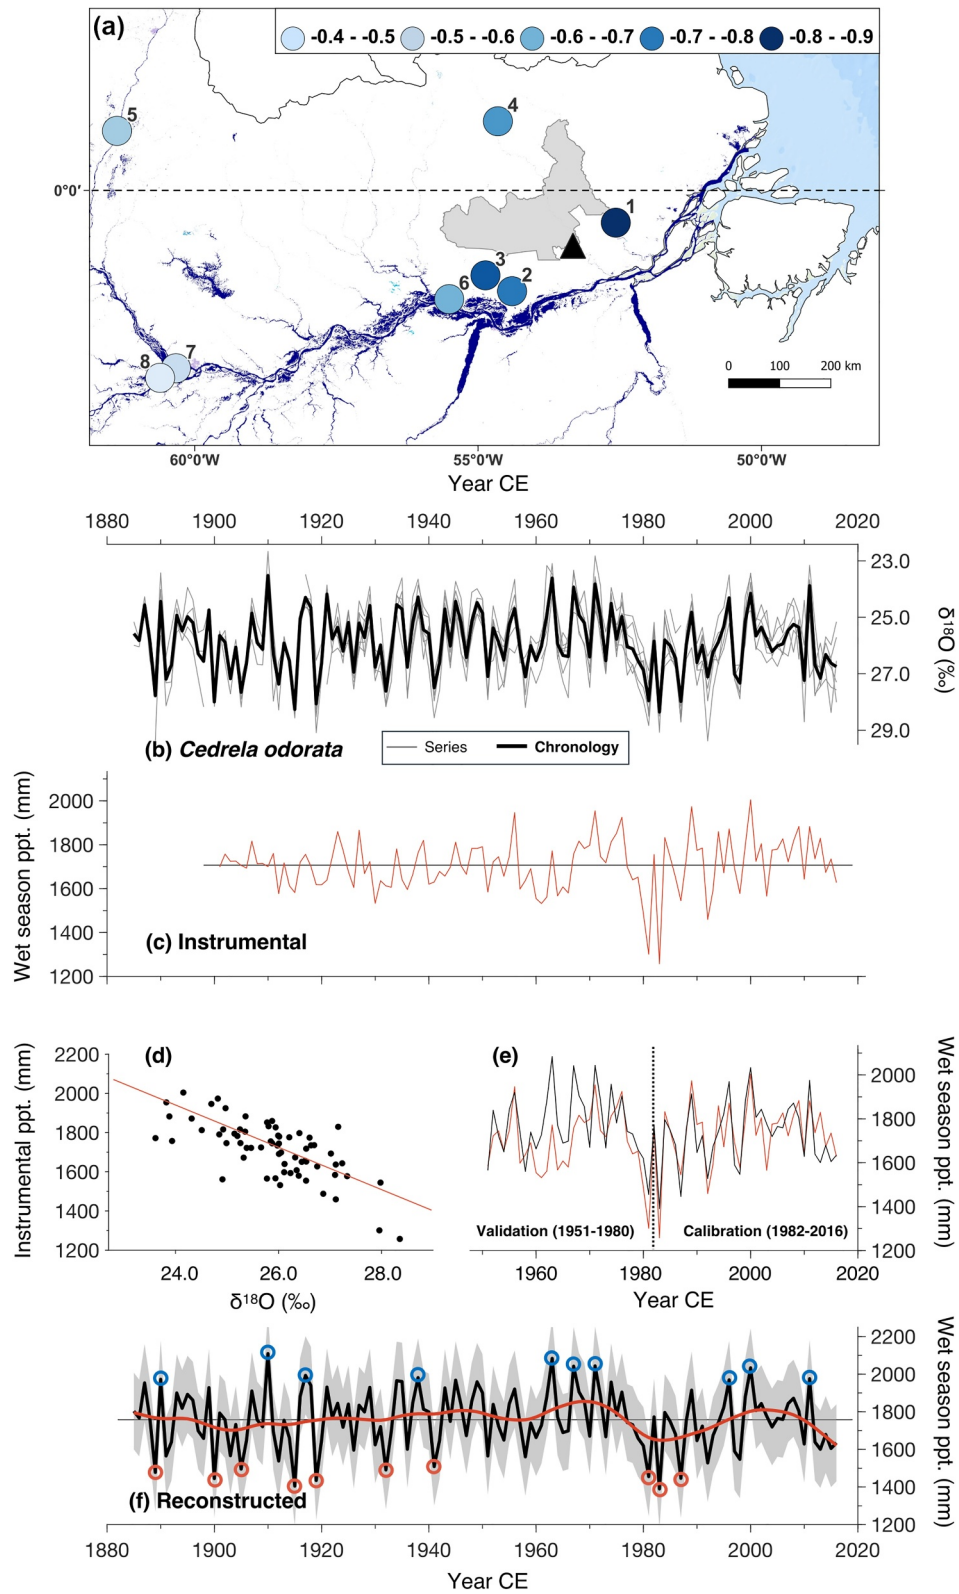 (a)
-0.4 - -0.5
-0.5 - -0.6
-0.6 - -0.7
-0.7 - -0.8
-0.8 - -0.9
5
4
0°0′
1
3
2
6
7
8
0 100 200 km
60°0′W 55°0′W 50°0′W
Year CE
1880 1900 1920 1940 1960 1980 2000 2020
23.0
25.0
27.0
29.0
δ18O (‰)
(b) Cedrela odorata
Series
Chronology
Wet season ppt. (mm)
2000
1800
1600
1400
1200
(c) Instrumental
(d)
Instrumental ppt. (mm)
2200
2000
1800
1600
1400
1200
24.0 26.0 28.0
δ18O (‰)
(e)
2000
1800
1600
1400
1200
Wet season ppt. (mm)
Validation (1951-1980)
Calibration (1982-2016)
1960 1980 2000 2020
Year CE
2200
2000
1800
1600
1400
1200
Wet season ppt. (mm)
(f) Reconstructed
1880 1900 1920 1940 1960 1980 2000 2020
Year CE